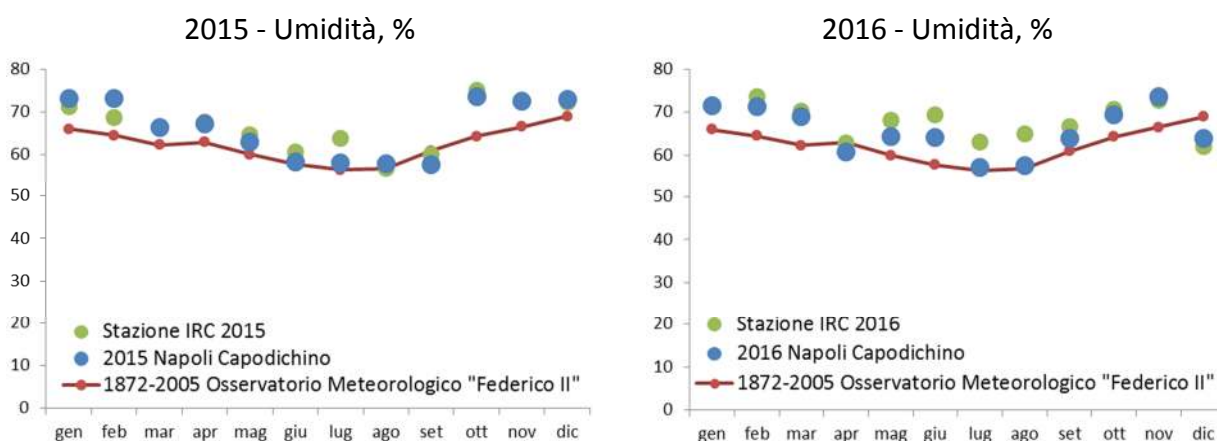 2015 - Umidità, %
80
70
60
50
40
30
20
10
0
Stazione IRC 2015
2015 Napoli Capodichino
1872-2005 Osservatorio Meteorologico "Federico II"
gen feb mar apr mag giu lug ago set ott nov dic
2016 - Umidità, %
80
70
60
50
40
30
20
10
0
Stazione IRC 2016
2016 Napoli Capodichino
1872-2005 Osservatorio Meteorologico "Federico II"
gen feb mar apr mag giu lug ago set ott nov dic